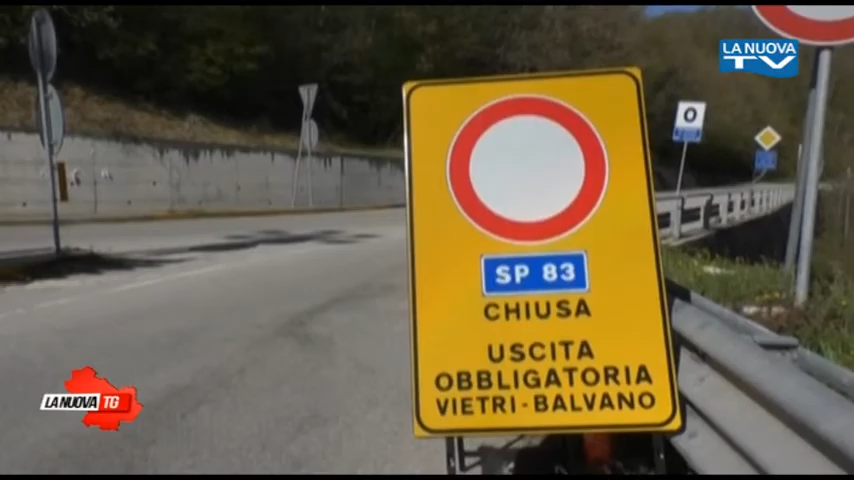 LA NUOVA
TV
O
SP 83
CHIUSA
USCITA
OBBLIGATORIA
VIETRI-BALVANO
LA NUOVA TG